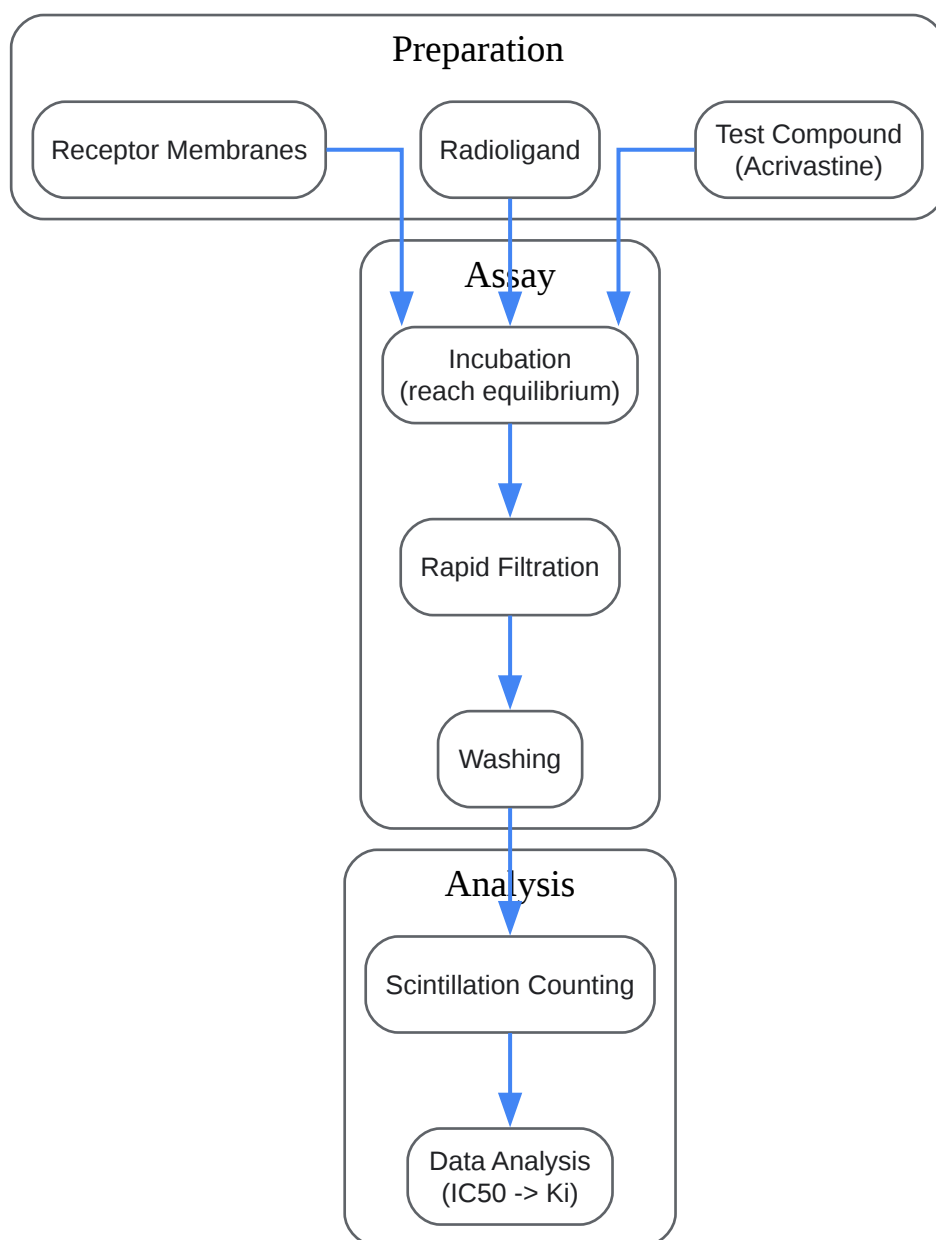 Preparation
Receptor Membranes
Radioligand
Test Compound
(Acrivastine)
Assay
Incubation
(reach equilibrium)
Rapid Filtration
Washing
Analysis
Scintillation Counting
Data Analysis
(IC50 -> Ki)